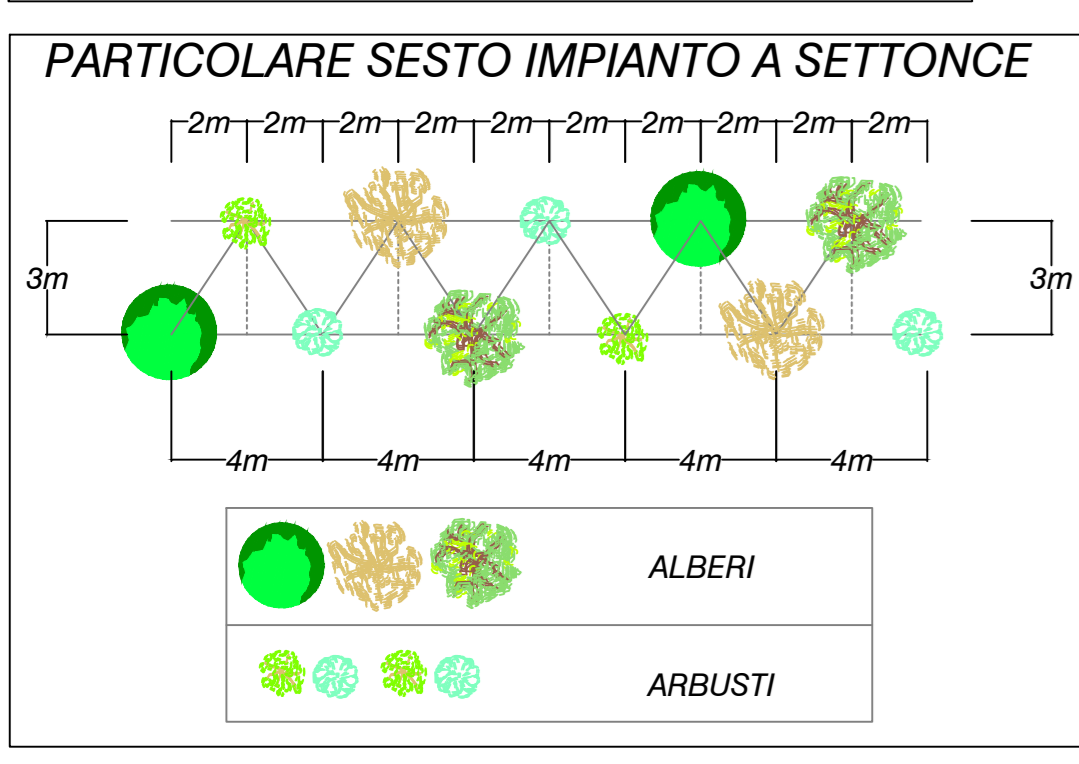 PARTICOLARE SESTO IMPIANTO A SETTONCE
2m 2m 2m 2m 2m 2m 2m 2m 2m 2m
3m 3m
4m 4m 4m 4m 4m
ALBERI
ARBUSTI